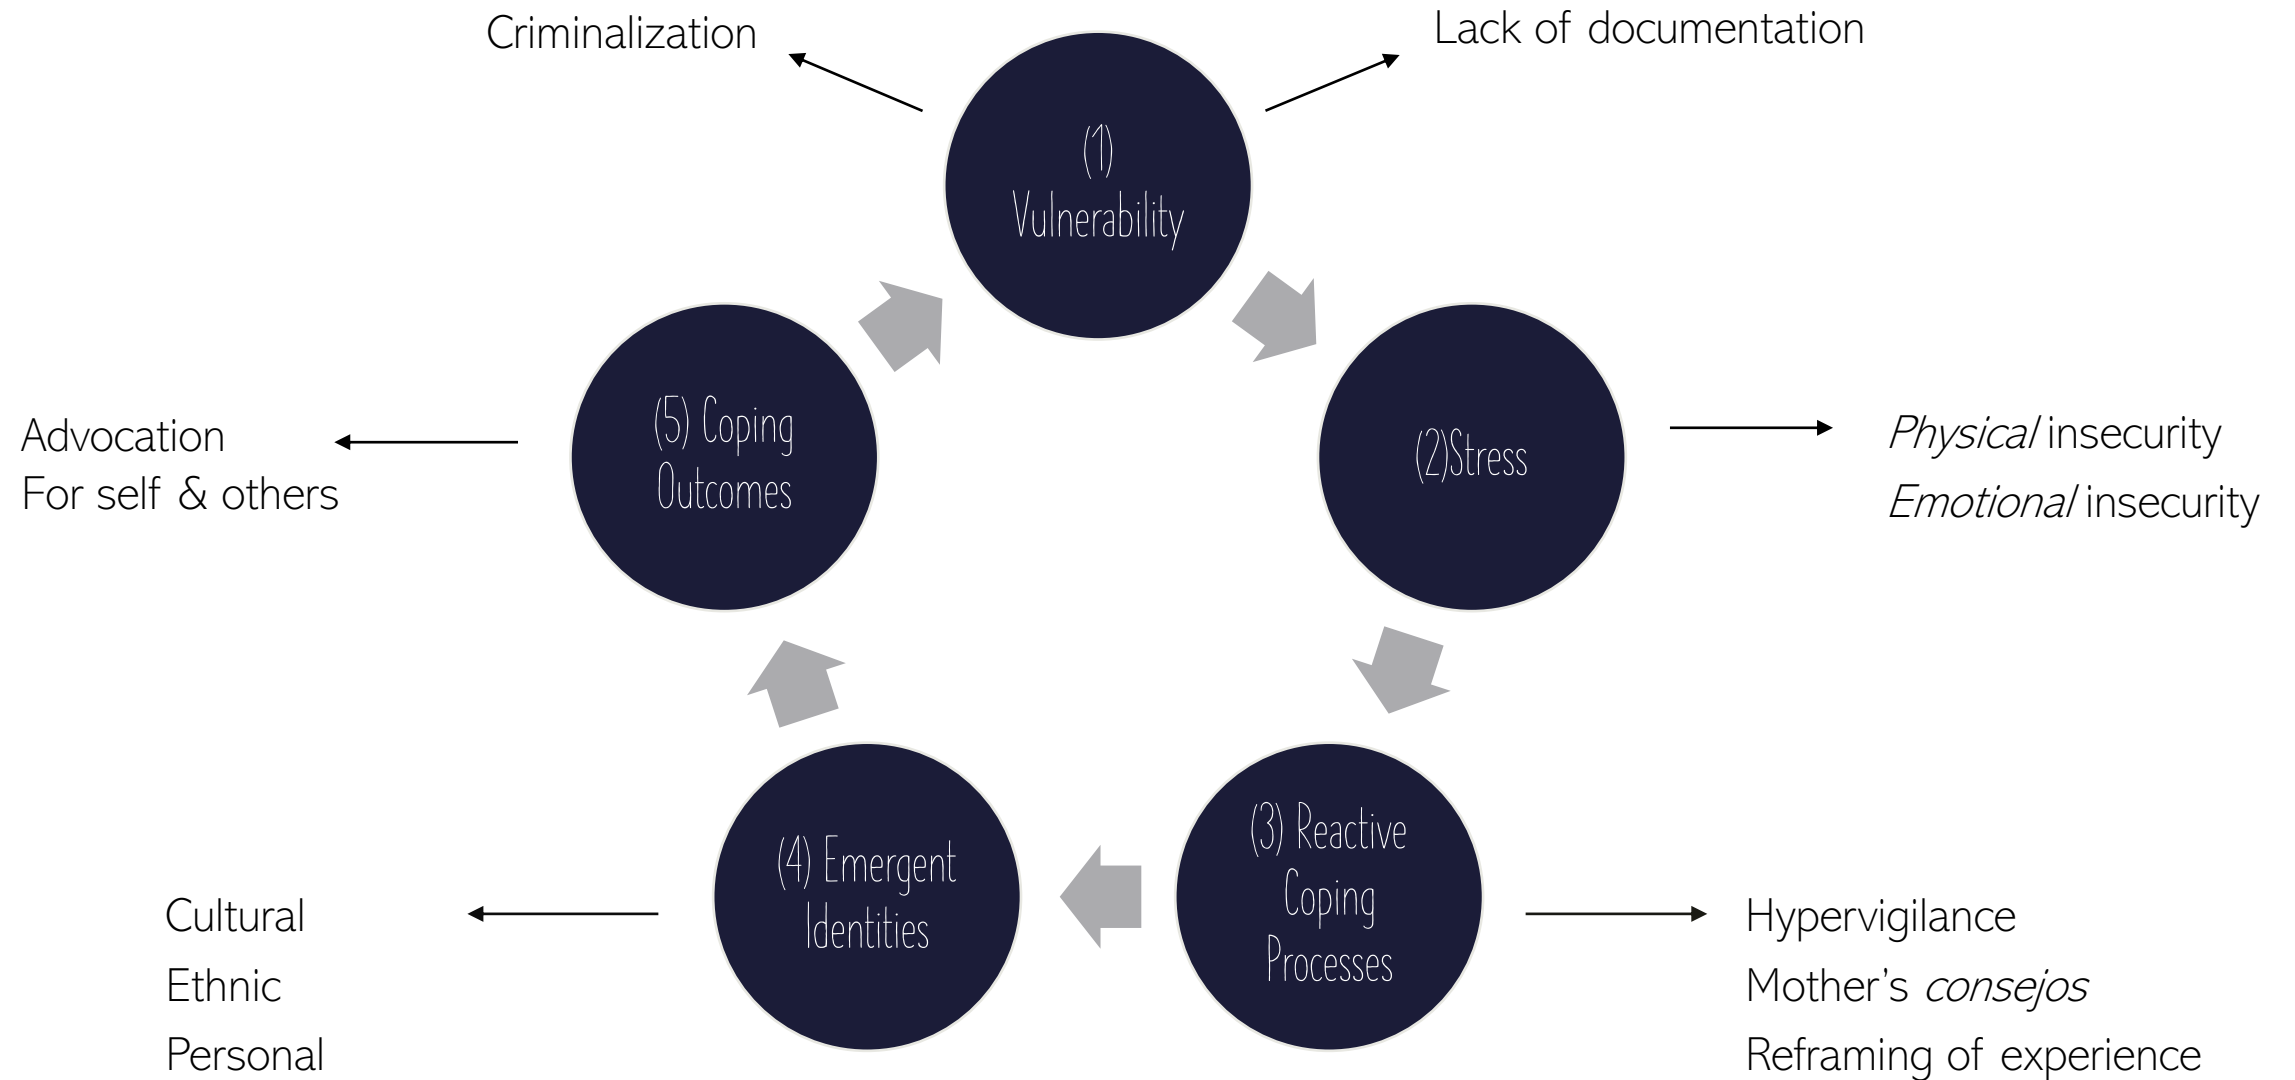 Criminalization
Lack of documentation
(1)
Vulnerability
(2)Stress
Physical insecurity
Emotional insecurity
(3) Reactive
Coping
Processes
Hypervigilance
Mother's consejos
Reframing of experience
(4) Emergent
Identities
Cultural
Ethnic
Personal
(5) Coping
Outcomes
Advocation
For self & others